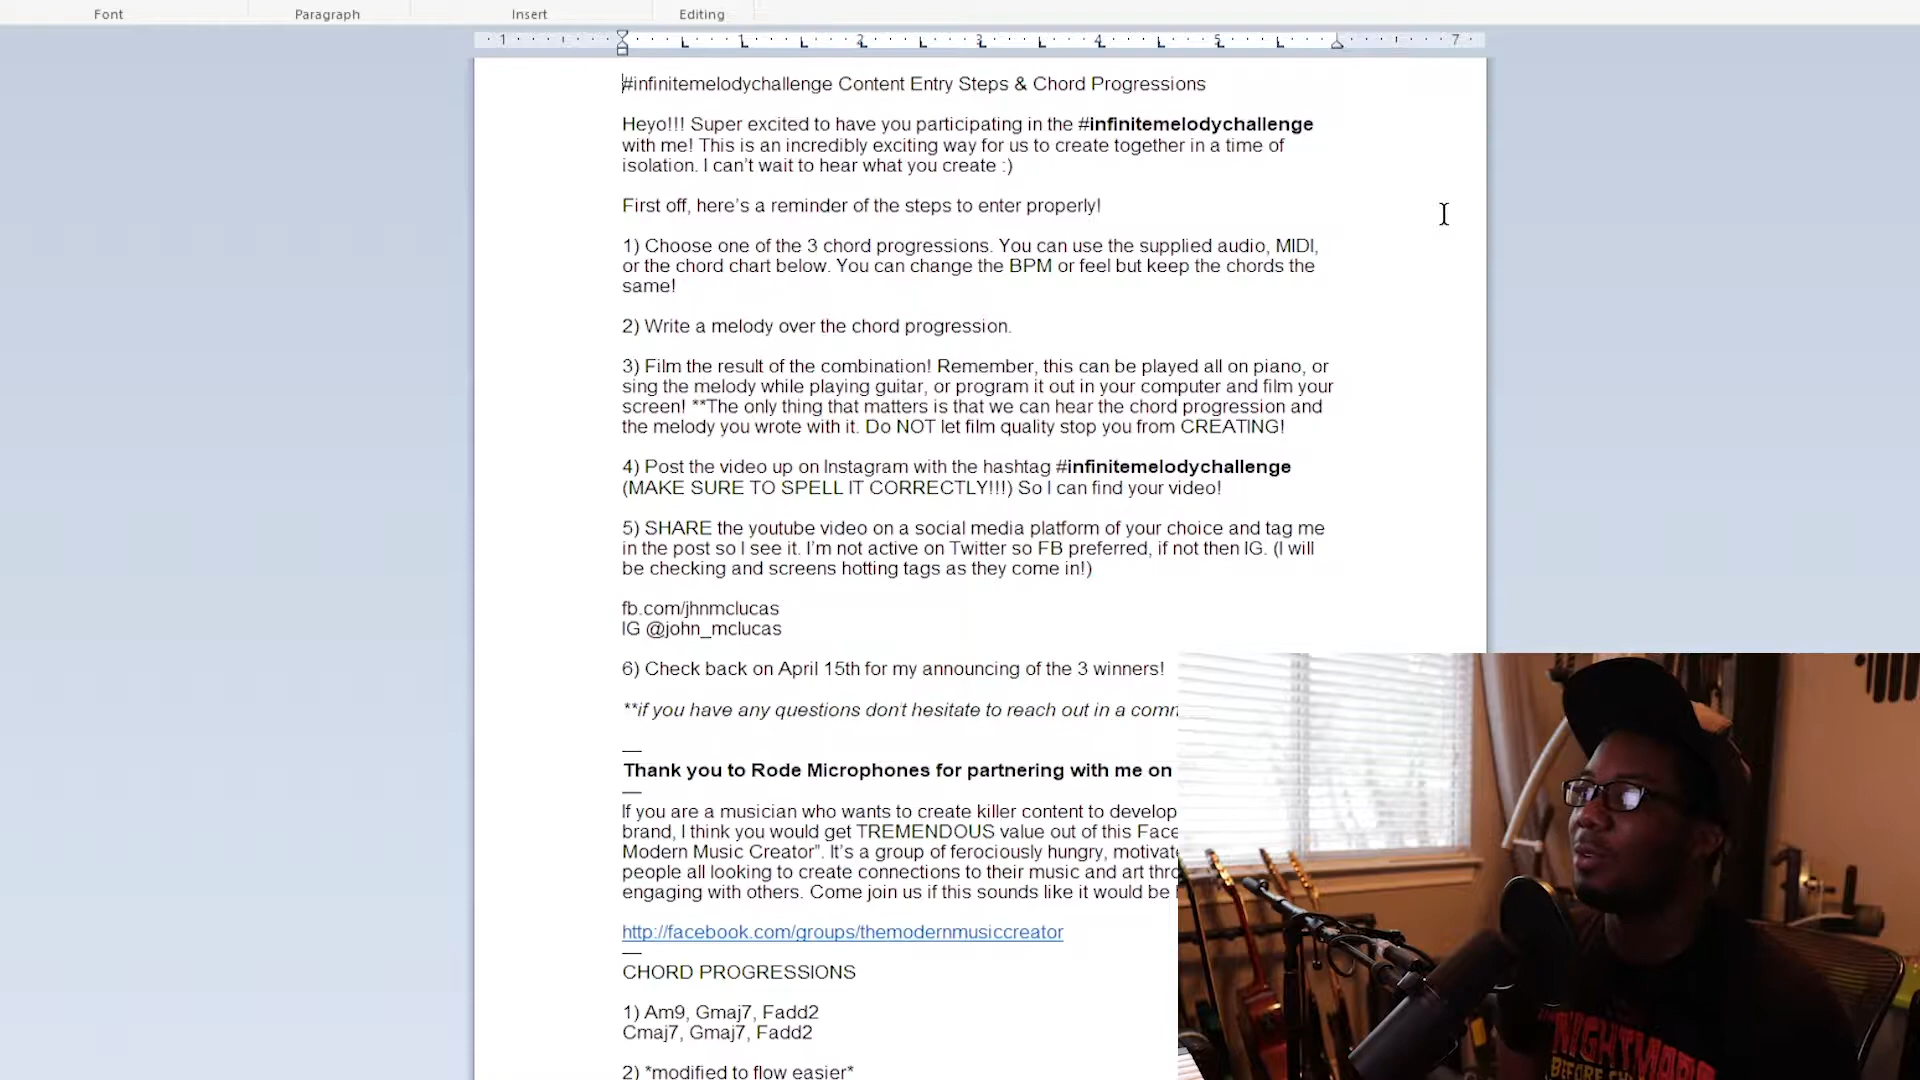 Font Paragraph Insert Editing
1 1 2 3 4 5 7
#infinitemelodychallenge Content Entry Steps & Chord Progressions
Heyo!!! Super excited to have you participating in the #infinitemelodychallenge
with me! This is an incredibly exciting way for us to create together in a time of
isolation. I can’t wait to hear what you create :)
First off, here’s a reminder of the steps to enter properly!
1) Choose one of the 3 chord progressions. You can use the supplied audio, MIDI,
or the chord chart below. You can change the BPM or feel but keep the chords the
same!
2) Write a melody over the chord progression.
3) Film the result of the combination! Remember, this can be played all on piano, or
sing the melody while playing guitar, or program it out in your computer and film your
screen! **The only thing that matters is that we can hear the chord progression and
the melody you wrote with it. Do NOT let film quality stop you from CREATING!
4) Post the video up on Instagram with the hashtag #infinitemelodychallenge
(MAKE SURE TO SPELL IT CORRECTLY!!!) So I can find your video!
5) SHARE the youtube video on a social media platform of your choice and tag me
in the post so I see it. I’m not active on Twitter so FB preferred, if not then IG. (I will
be checking and screens hotting tags as they come in!)
fb.com/jhnmclucas
IG @john_mclucas
6) Check back on April 15th for my announcing of the 3 winners!
**if you have any questions don't hesitate to reach out in a
—
Thank you to Rode Microphones for partnering with me on
—
If you are a musician who wants to create killer content to develop
brand, I think you would get TREMENDOUS value out of this
Modern Music Creator”. It’s a group of ferociously hungry,
people all looking to create connections to their music and art
engaging with others. Come join us if this sounds like it would be
http://facebook.com/groups/themodernmusiccreator
—
CHORD PROGRESSIONS
1) Am9, Gmaj7, Fadd2
Cmaj7, Gmaj7, Fadd2
2) *modified to flow easier*
NIGHTMARE
BEFORE